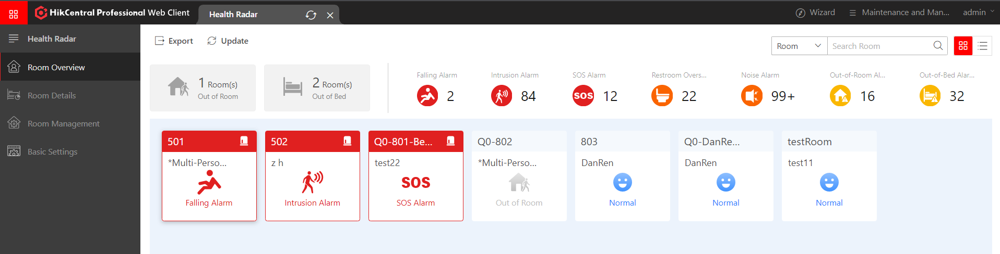 HikCentral Professional Web Client
Health Radar
Wizard
Maintenance and Man...
admin
Health Radar
Room Overview
Room Details
Room Management
Basic Settings
Export
Update
Room
Search Room
1 Room(s)
Out of Room
2 Room(s)
Out of Bed
Falling Alarm
2
Intrusion Alarm
84
SOS Alarm
SOS
12
Restroom Overs...
22
Noise Alarm
99+
Out-of-Room Al...
16
Out-of-Bed Alar...
32
501
*Multi-Perso...
Falling Alarm
502
z h
Intrusion Alarm
Q0-801-Be...
test22
SOS
SOS Alarm
Q0-802
*Multi-Perso...
Out of Room
803
DanRen
Normal
Q0-DanRe...
DanRen
Normal
testRoom
test11
Normal